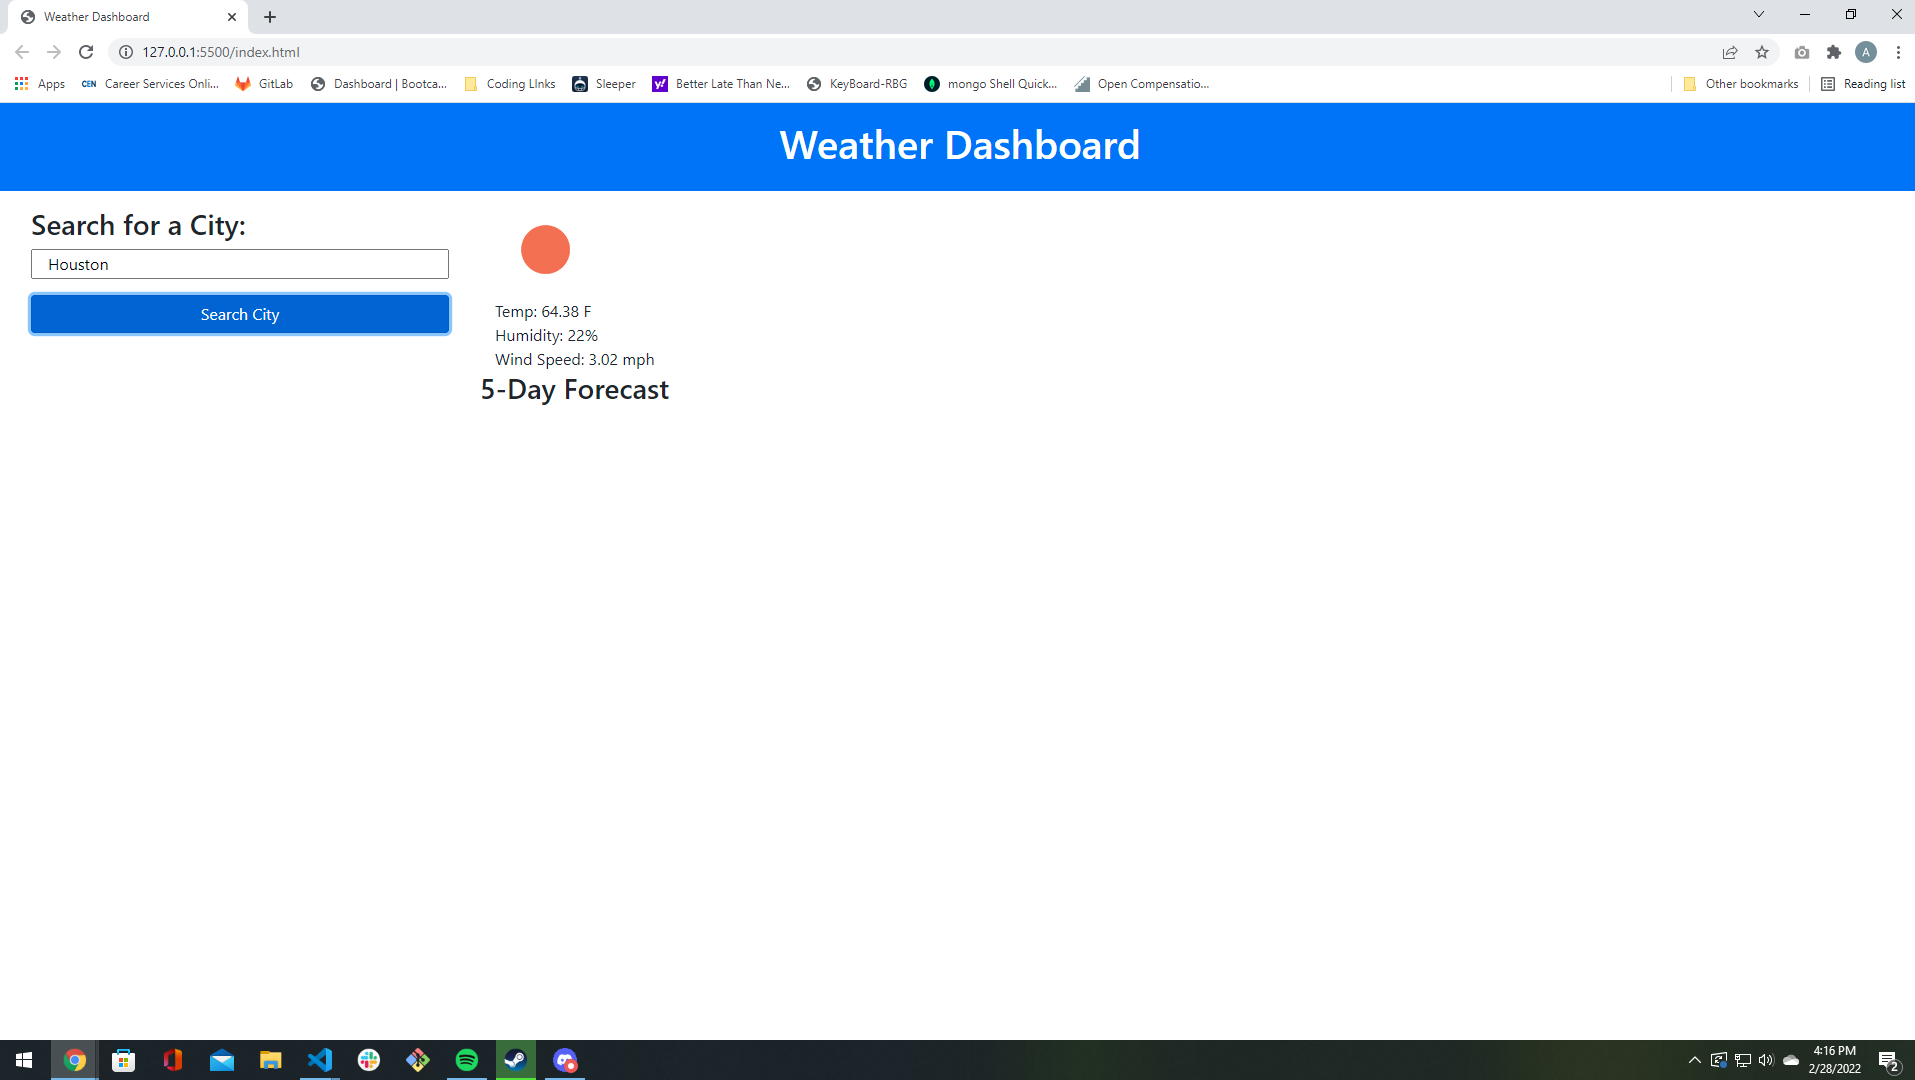 Weather Dashboard
127.0.0.1:5500/index.html
A
Apps
CEN Career Services Onli...
GitLab
Dashboard | Bootca...
Coding LInks
Sleeper
y! Better Late Than Ne...
KeyBoard-RBG
mongo Shell Quick...
Open Compensatio...
Other bookmarks
Reading list
Weather Dashboard
Search for a City:
Houston
Search City
Temp: 64.38 F
Humidity: 22%
Wind Speed: 3.02 mph
5-Day Forecast
4:16 PM
2/28/2022
2